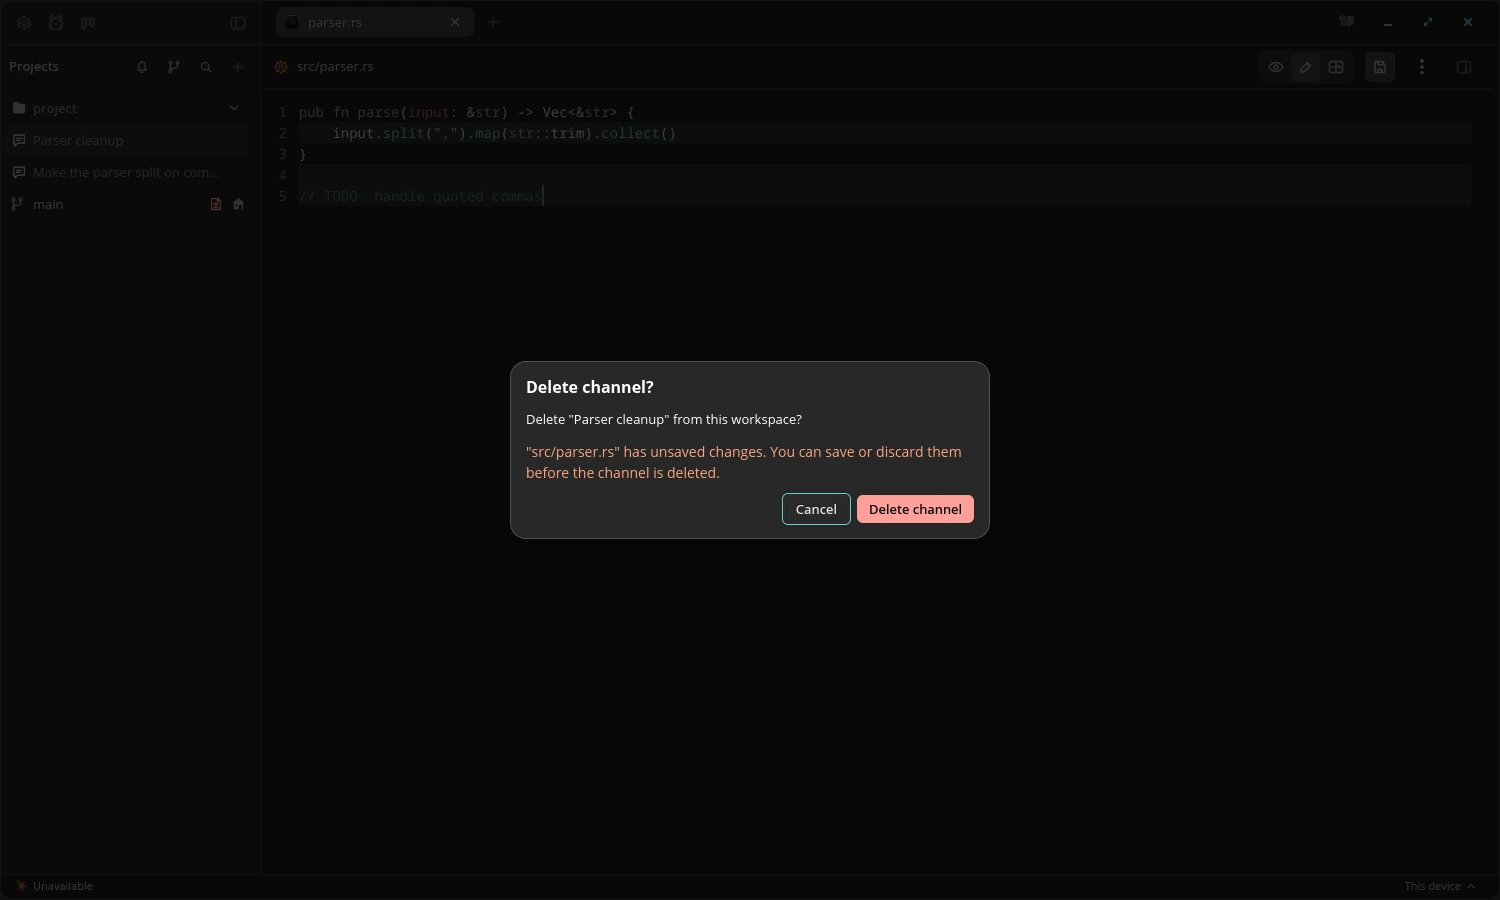 parser.rs
Projects
src/parser.rs
project
Parser cleanup
Make the parser split on com...
main
1 pub fn parse(input: &str) -> Vec<&str> {
2     input.split(",").map(str::trim).collect()
3 }
4
5 // TODO: handle quoted commas
Delete channel?
Delete "Parser cleanup" from this workspace?
"src/parser.rs" has unsaved changes. You can save or discard them
before the channel is deleted.
Cancel
Delete channel
Unavailable
This device